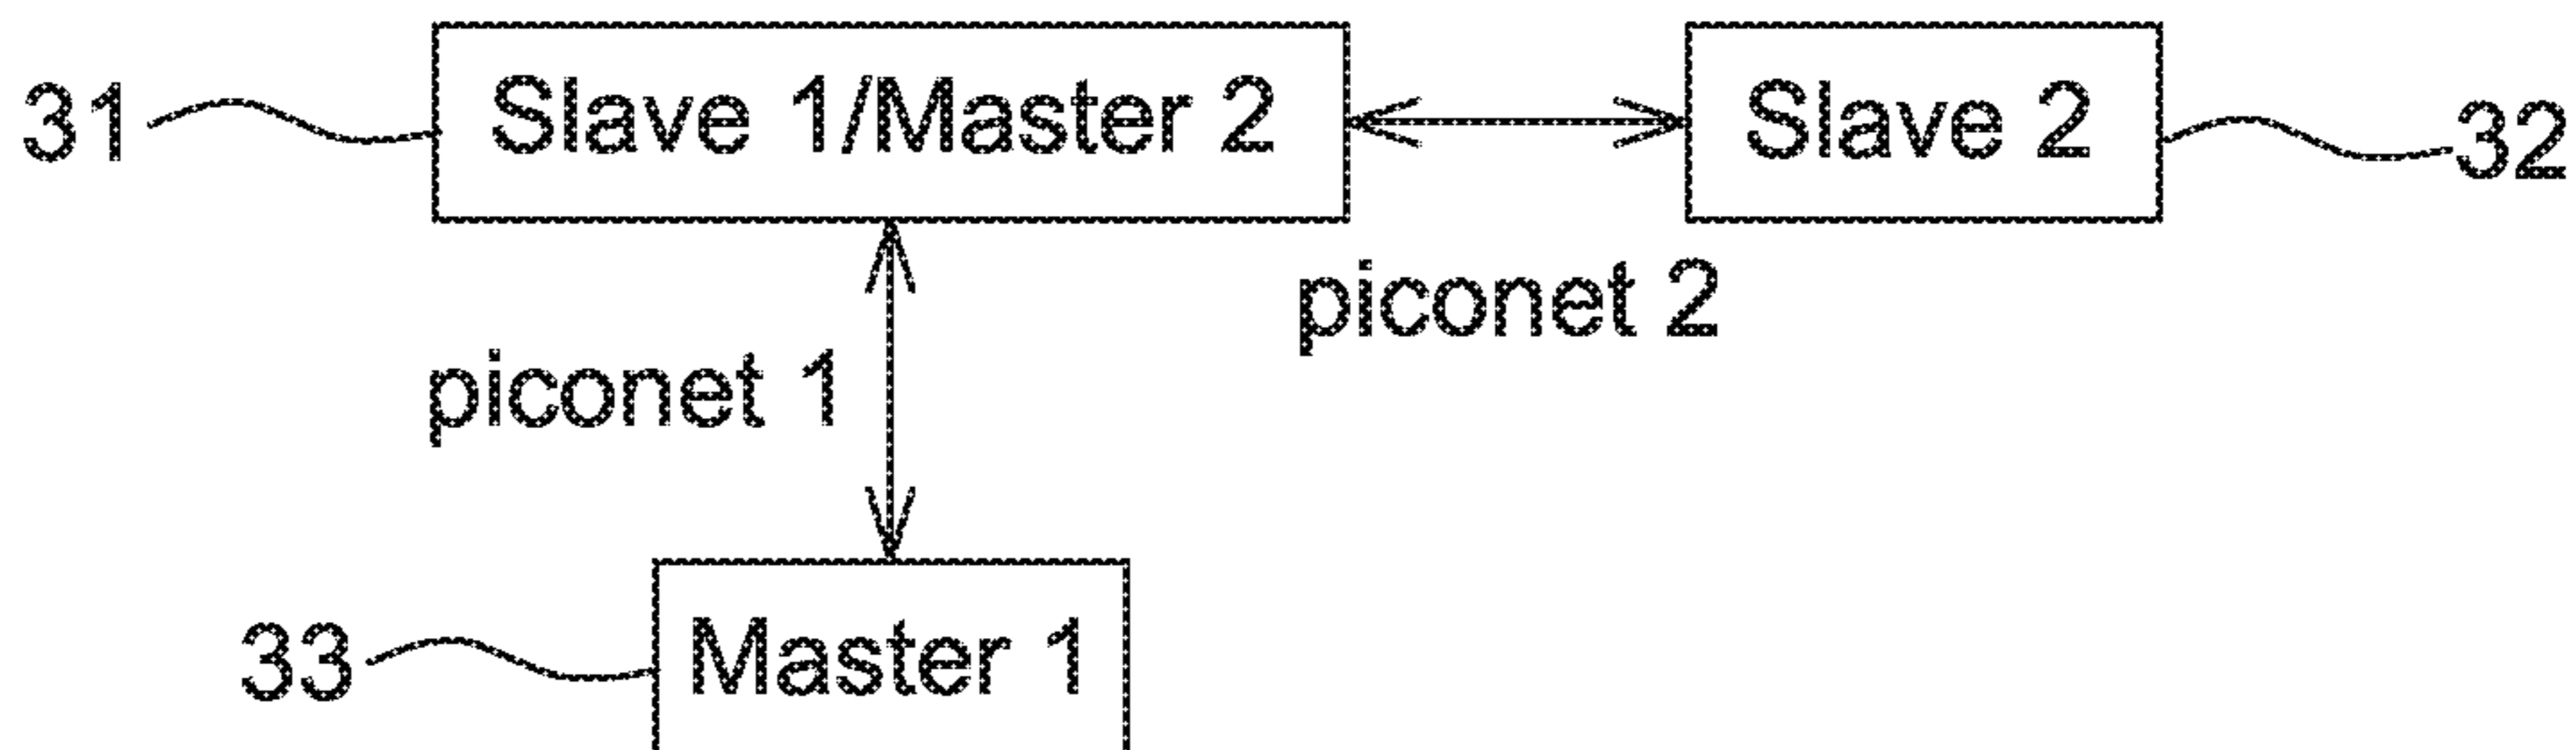 31
Slave 1/Master 2
Slave 2
32
piconet 2
piconet 1
33
Master 1